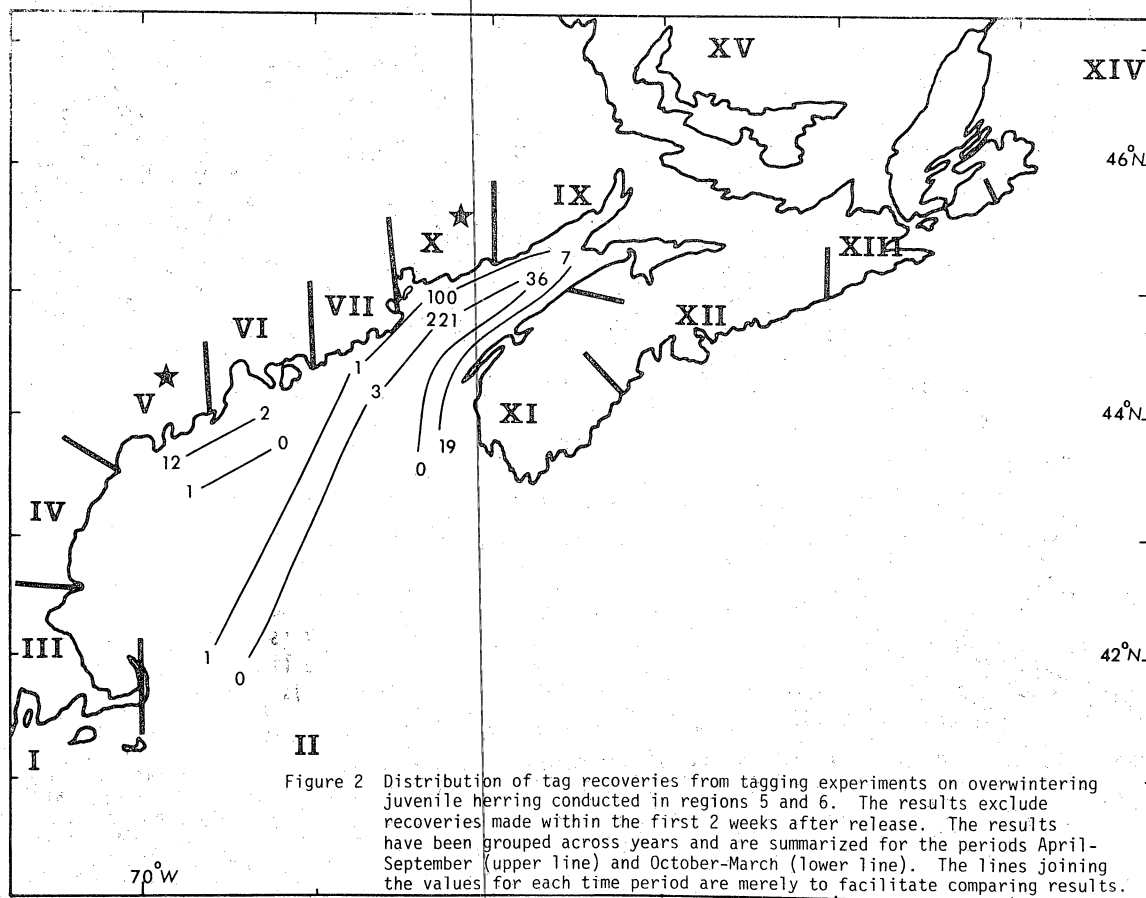 XV
XIV
46°N
IX
X
XIII
7
36
100
VII
221
XII
VI
1
3
V
2
XI
44°N
0
19
12
0
1
IV
III
1
42°N
0
II
I
Figure 2 Distribution of tag recoveries from tagging experiments on overwintering
juvenile herring conducted in regions 5 and 6. The results exclude
recoveries made within the first 2 weeks after release. The results
have been grouped across years and are summarized for the periods April-
September (upper line) and October-March (lower line). The lines joining
the values for each time period are merely to facilitate comparing results.
70°W